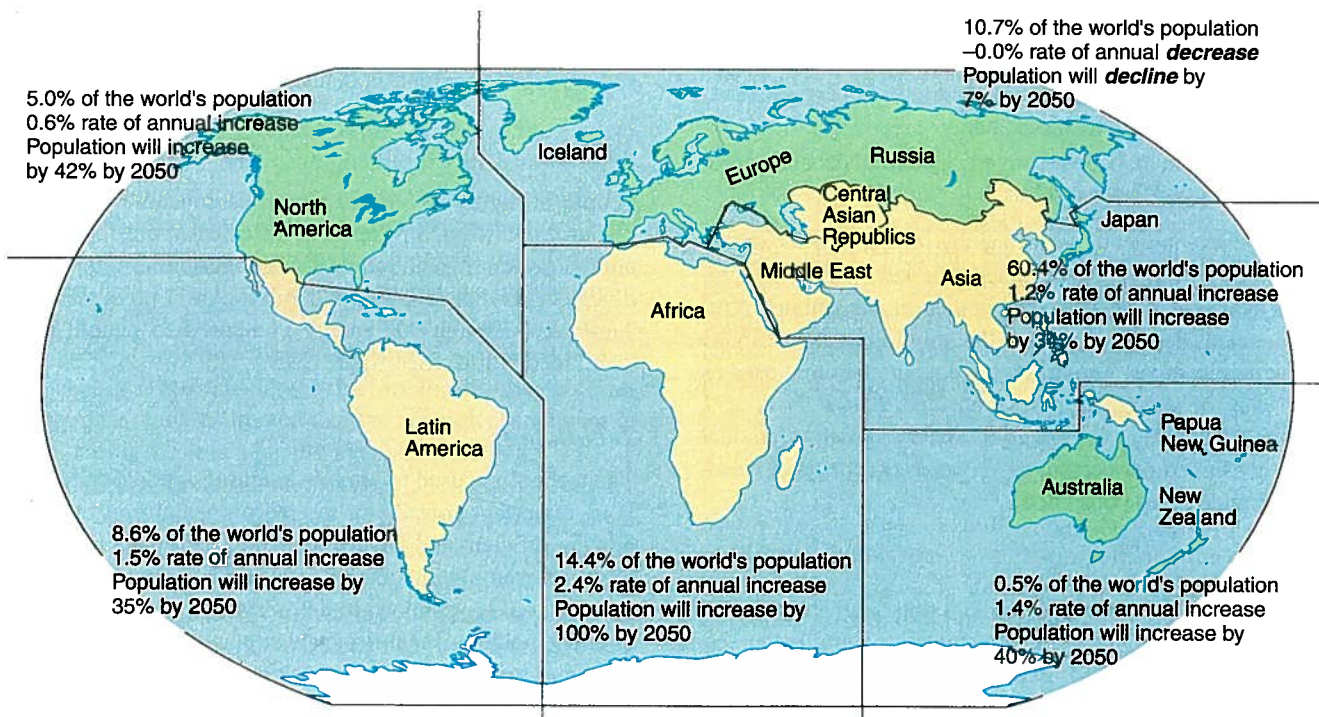 10.7% of the world's population
–0.0% rate of annual decrease
Population will decline by
7% by 2050
5.0% of the world's population
0.6% rate of annual increase
Population will increase
by 42% by 2050
Iceland
Europe
Russia
North
America
Central
Asian
Republics
Japan
Middle East
Asia
60.4% of the world's population
1.2% rate of annual increase
Population will increase
by by 2050
Africa
Latin
America
Papua
New Guinea
Australia
New
Zealand
8.6% of the world's population
1.5% rate of annual increase
Population will increase by
35% by 2050
14.4% of the world's population
2.4% rate of annual increase
Population will increase by
100% by 2050
0.5% of the world's population
1.4% rate of annual increase
Population will increase by
40% by 2050